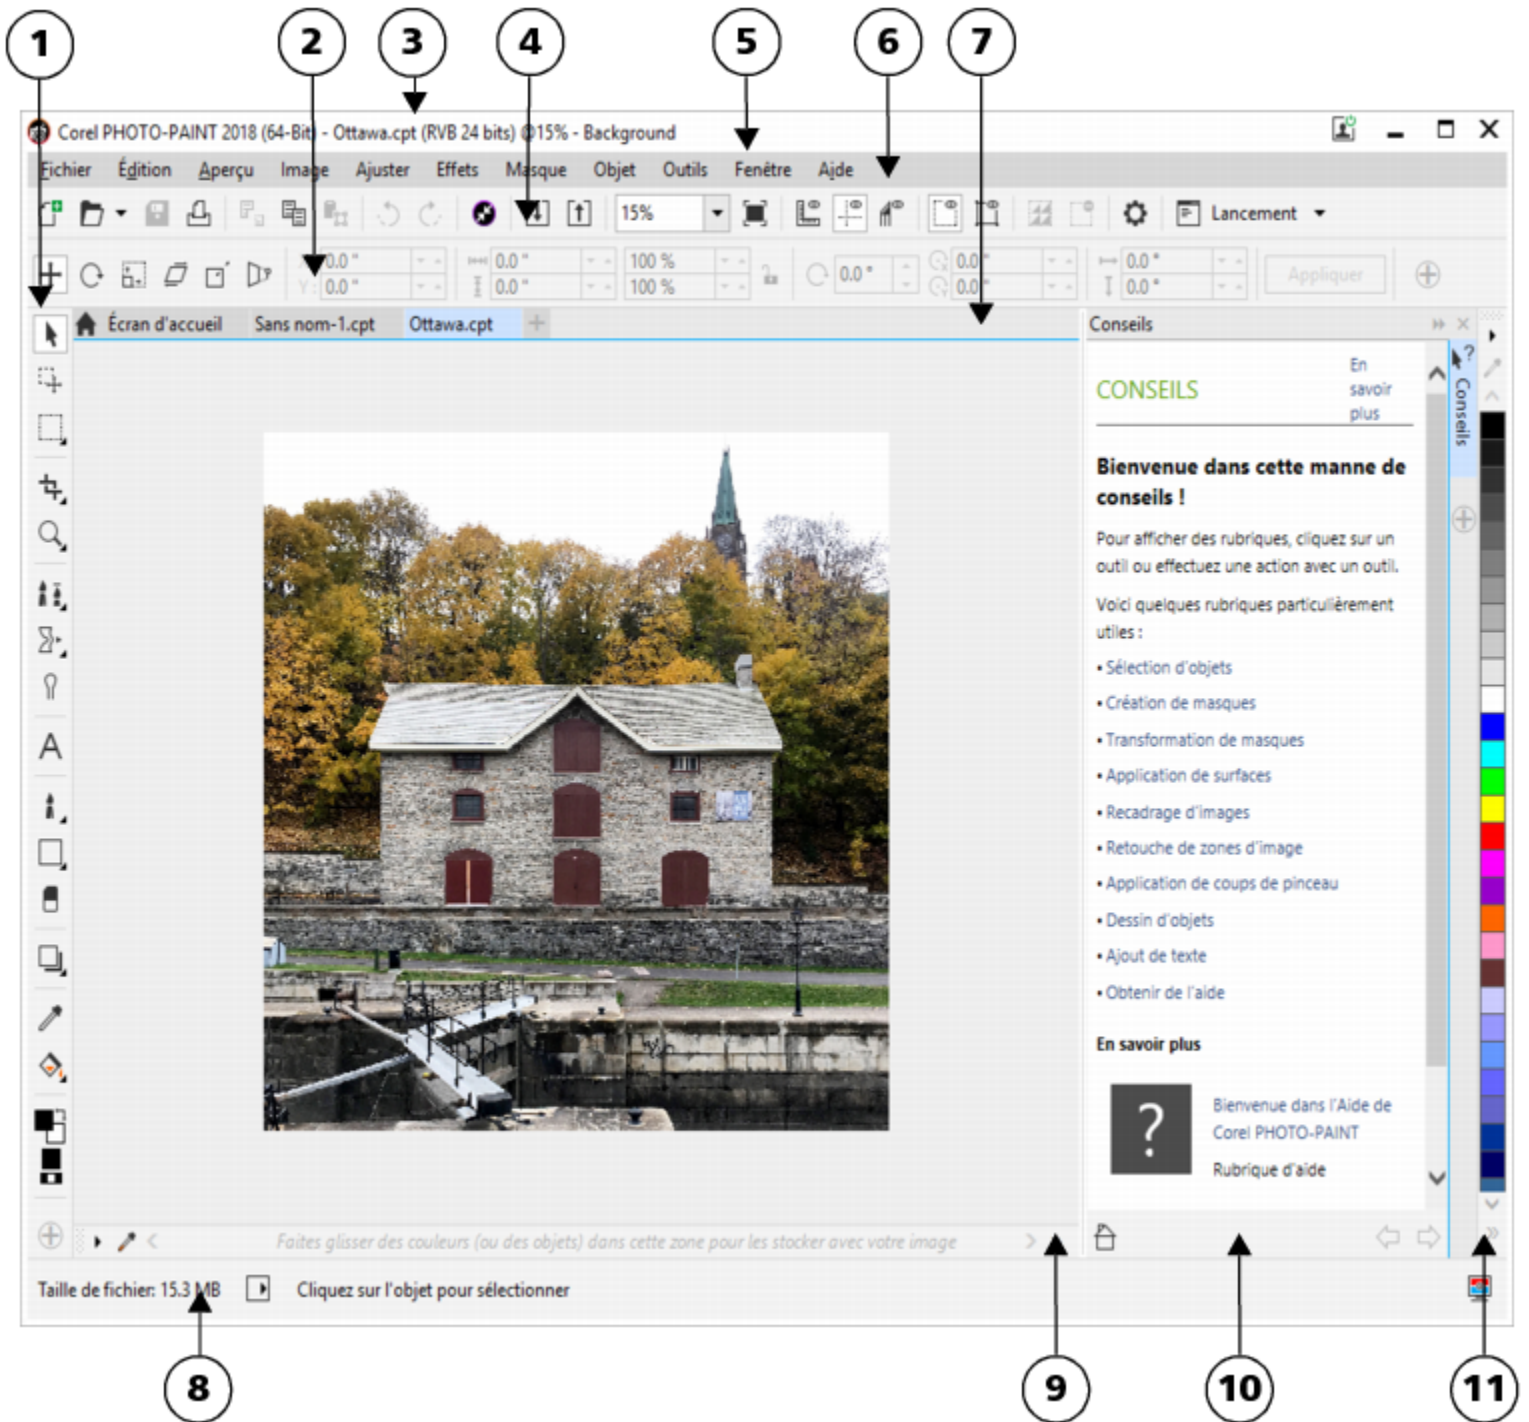 1
2
3
4
5
6
7
Corel PHOTO-PAINT 2018 (64-Bit) - Ottawa.cpt (RVB 24 bits) @15% - Background
Fichier Édition Aperçu Image Ajuster Effets Masque Objet Outils Fenêtre Aide
15% Lancement
0.0 " 0.0 " 100 % 0.0 ° 0.0 " 0.0 "
Y: 0.0 " 0.0 " 100 % 0.0 " 0.0 "
Appliquer
Écran d'accueil Sans nom-1.cpt Ottawa.cpt
Conseils
CONSEILS
En
savoir
plus
Conseils
Bienvenue dans cette manne de
conseils !
Pour afficher des rubriques, cliquez sur un
outil ou effectuez une action avec un outil.
Voici quelques rubriques particulièrement
utiles :
• Sélection d'objets
• Création de masques
• Transformation de masques
• Application de surfaces
• Recadrage d'images
• Retouche de zones d'image
• Application de coups de pinceau
• Dessin d'objets
• Ajout de texte
• Obtenir de l'aide
En savoir plus
?
Bienvenue dans l'Aide de
Corel PHOTO-PAINT
Rubrique d'aide
A
Faites glisser des couleurs (ou des objets) dans cette zone pour les stocker avec votre image
Taille de fichier: 15.3 MB Cliquez sur l'objet pour sélectionner
8
9
10
11